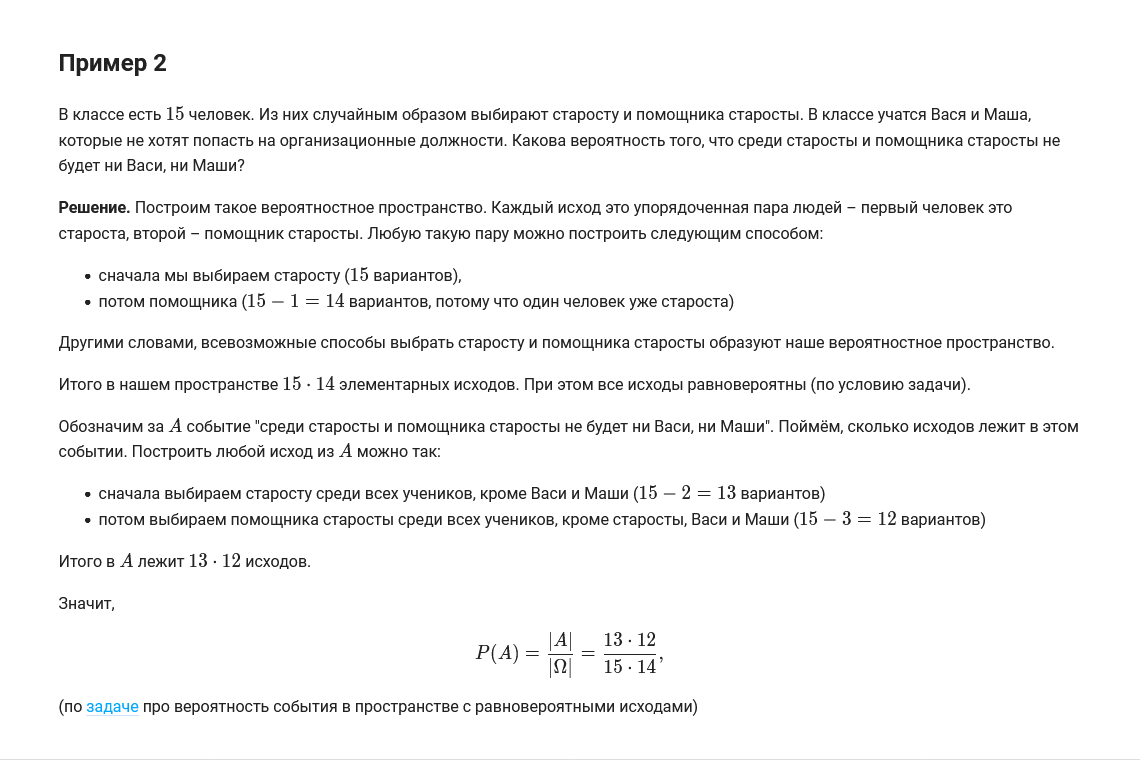 Пример 2
В классе есть 15 человек. Из них случайным образом выбирают старосту и помощника старосты. В классе учатся Вася и Маша,
которые не хотят попасть на организационные должности. Какова вероятность того, что среди старосты и помощника старосты не
будет ни Васи, ни Маши?
Решение. Построим такое вероятностное пространство. Каждый исход это упорядоченная пара людей – первый человек это
староста, второй – помощник старосты. Любую такую пару можно построить следующим способом:
• сначала мы выбираем старосту (15 вариантов),
• потом помощника (15 − 1 = 14 вариантов, потому что один человек уже староста)
Другими словами, всевозможные способы выбрать старосту и помощника старосты образуют наше вероятностное пространство.
Итого в нашем пространстве 15 · 14 элементарных исходов. При этом все исходы равновероятны (по условию задачи).
Обозначим за A событие "среди старосты и помощника старосты не будет ни Васи, ни Маши". Поймём, сколько исходов лежит в этом
событии. Построить любой исход из A можно так:
• сначала выбираем старосту среди всех учеников, кроме Васи и Маши (15 − 2 = 13 вариантов)
• потом выбираем помощника старосты среди всех учеников, кроме старосты, Васи и Маши (15 − 3 = 12 вариантов)
Итого в A лежит 13 · 12 исходов.
Значит,
P(A) = |A| / |Ω| = 13 · 12 / 15 · 14,
(по задаче про вероятность события в пространстве с равновероятными исходами)